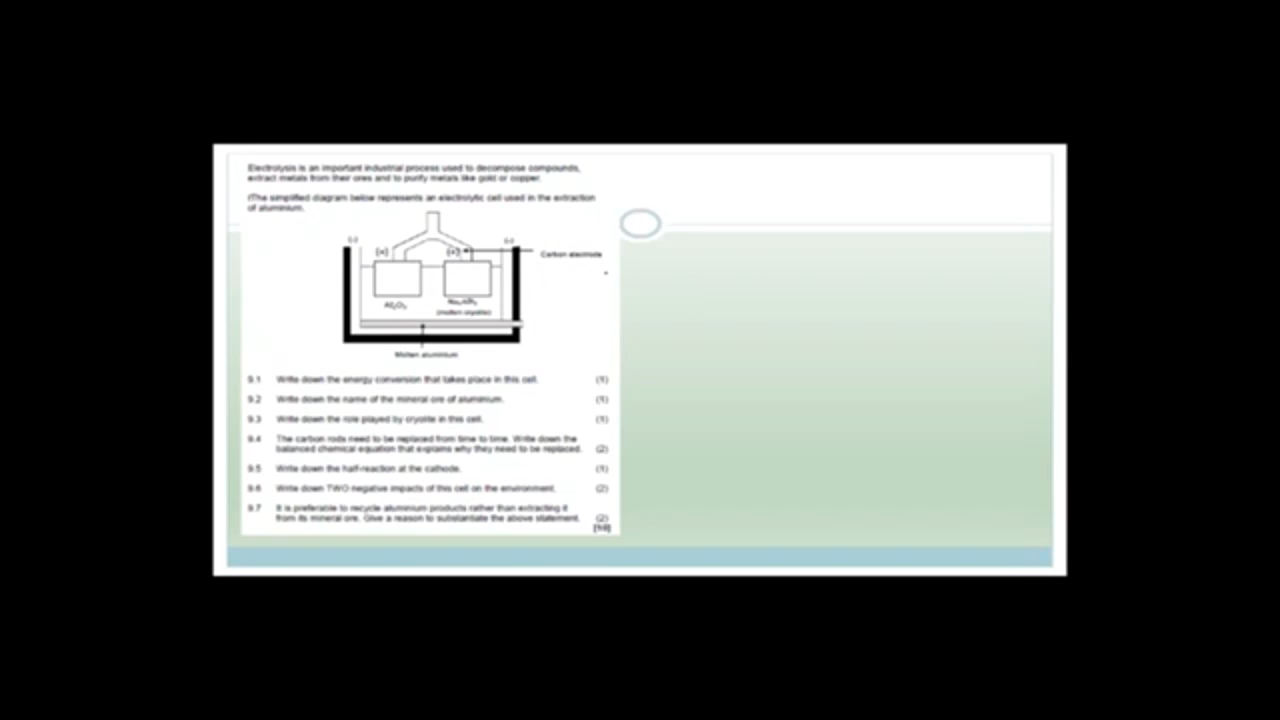 Electrolysis is an important industrial process used to decompose compounds,
extract metals from their ores and to purify metals like gold or copper.
(The simplified diagram below represents an electrolytic cell used in the extraction
of aluminium.
(-) (-)
(+) (+) Carbon electrode
Al₂O₃ Na₃AlF₆
(molten cryolite)
Molten aluminium
9.1 Write down the energy conversion that takes place in this cell. (1)
9.2 Write down the name of the mineral ore of aluminium. (1)
9.3 Write down the role played by cryolite in this cell. (1)
9.4 The carbon rods need to be replaced from time to time. Write down the
balanced chemical equation that explains why they need to be replaced. (2)
9.5 Write down the half-reaction at the cathode. (1)
9.6 Write down TWO negative impacts of this cell on the environment. (2)
9.7 It is preferable to recycle aluminium products rather than extracting it
from its mineral ore. Give a reason to substantiate the above statement. (2)
[10]